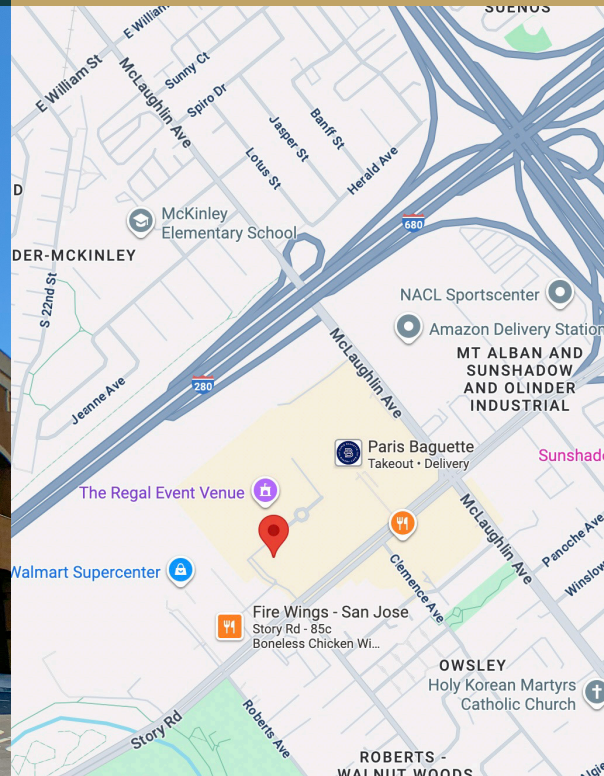 SUENOS
E William
E William St
Sunny Ct
McLaughlin Ave
Spiro Dr
Banff St
Jasper St
Lotus St
Herald Ave
D
McKinley
Elementary School
680
DER-MCKINLEY
S 22nd St
NACL Sportscenter
Amazon Delivery Station
McLaughlin Ave
MT ALBAN AND
SUNSHADOW
AND OLINDER
INDUSTRIAL
280
Jeanne Ave
Paris Baguette
Takeout • Delivery
Sunshado
The Regal Event Venue
McLaughlin Ave
Panoche Ave
Walmart Supercenter
Clemence Ave
Winslow
Fire Wings - San Jose
Story Rd - 85c
Boneless Chicken Wi...
OWSLEY
Holy Korean Martyrs
Catholic Church
Story Rd
Roberts Ave
ROBERTS -
WALNUT WOODS